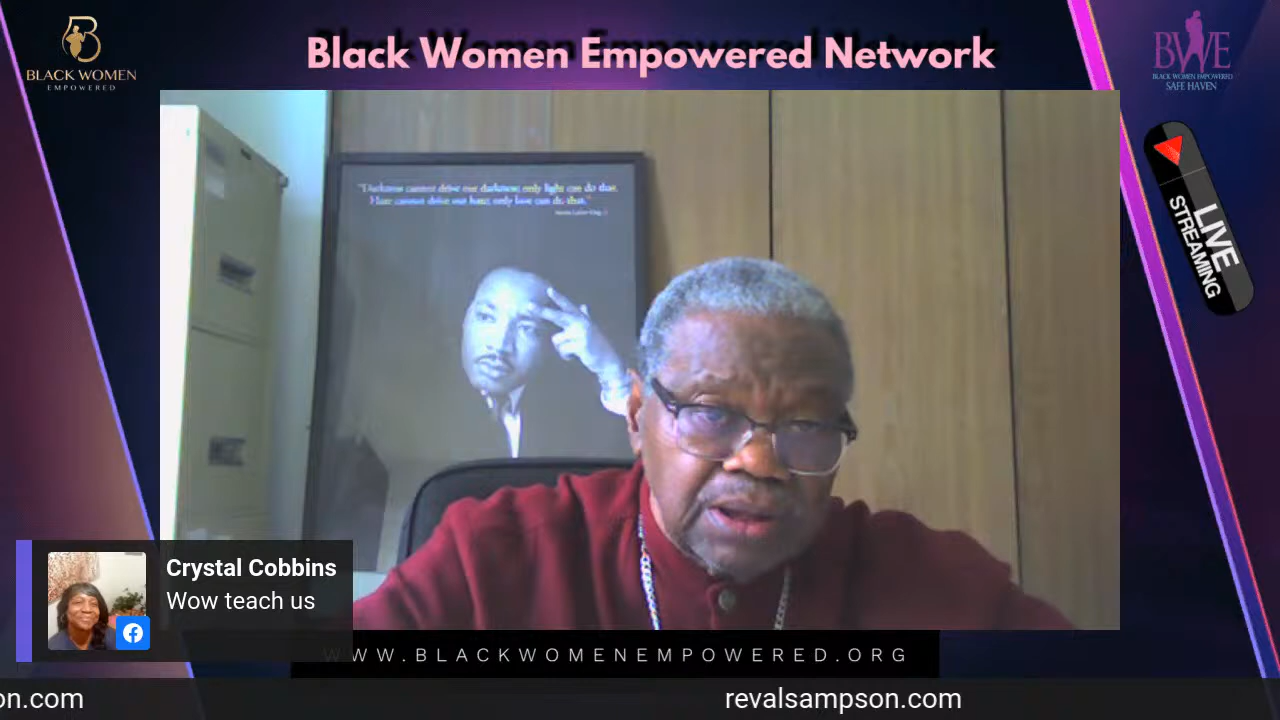 BLACK WOMEN
EMPOWERED
Black Women Empowered Network
BWE
BLACK WOMEN EMPOWERED
SAFE HAVEN
LIVE
STREAMING
"Darkness cannot drive out darkness; only light can do that.
Hate cannot drive out hate; only love can do that."
Crystal Cobbins
Wow teach us
WWW.BLACKWOMENEMPOWERED.ORG
on.com
revalsampson.com